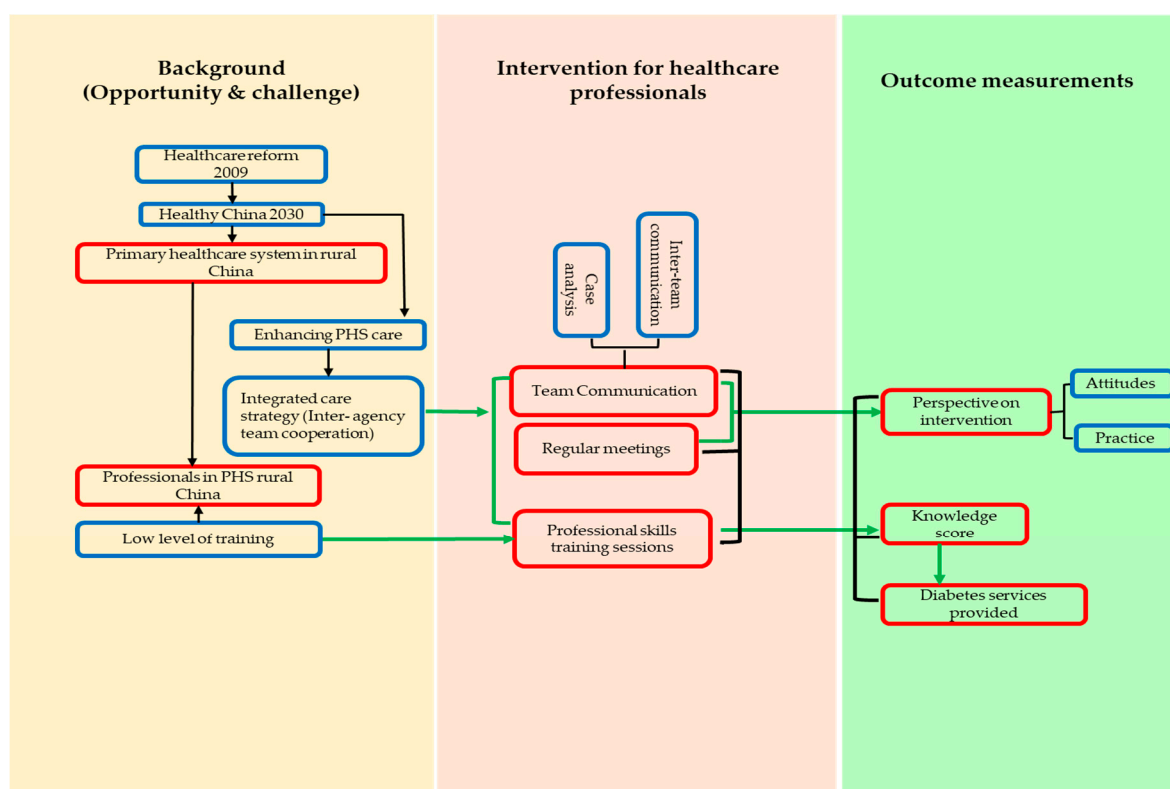 Background
(Opportunity & challenge)
Healthcare reform
2009
Healthy China 2030
Primary healthcare system in rural
China
Enhancing PHS care
Integrated care
strategy (Inter- agency
team cooperation)
Professionals in PHS rural
China
Low level of training
Intervention for healthcare
professionals
Case
analysis
Inter-team
communication
Team Communication
Regular meetings
Professional skills
training sessions
Outcome measurements
Perspective on
intervention
Attitudes
Practice
Knowledge
score
Diabetes services
provided